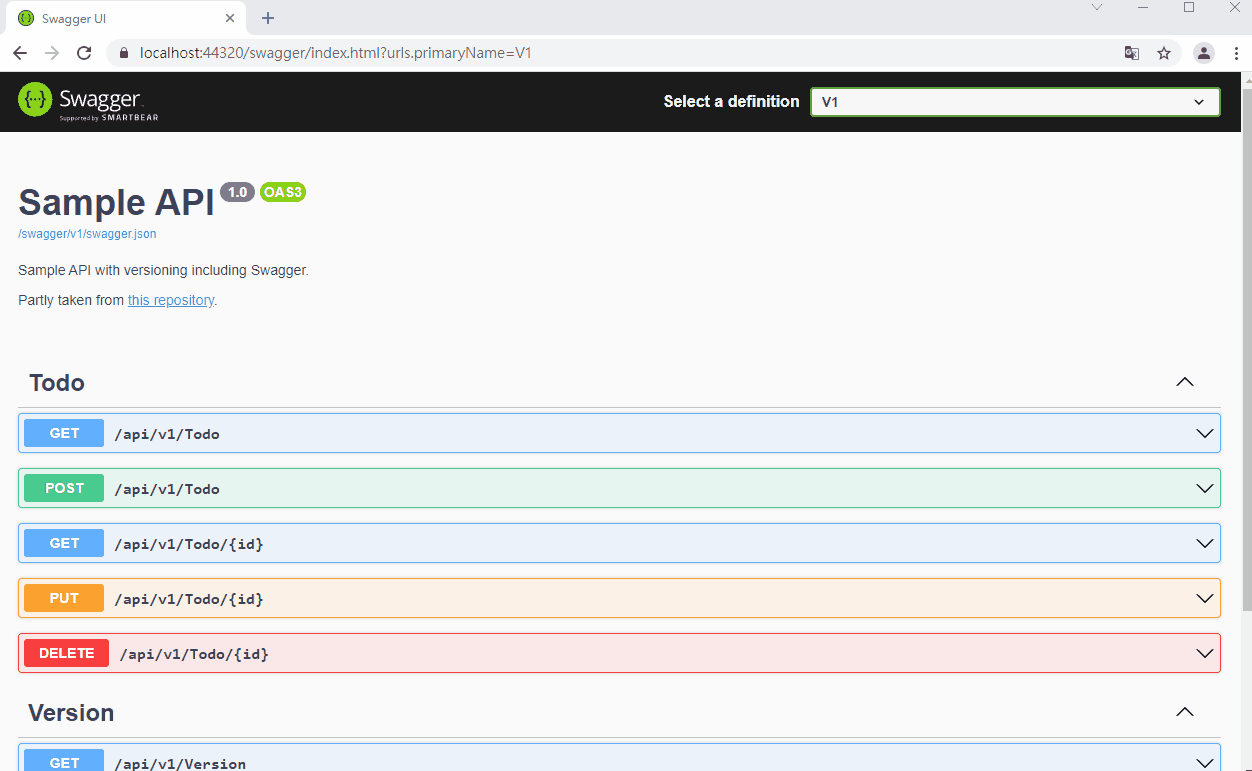 Swagger UI
localhost:44320/swagger/index.html?urls.primaryName=V1
Swagger
Supported by SMARTBEAR
Select a definition
V1
Sample API 1.0 OAS3
/swagger/v1/swagger.json
Sample API with versioning including Swagger.
Partly taken from this repository.
Todo
GET /api/v1/Todo
POST /api/v1/Todo
GET /api/v1/Todo/{id}
PUT /api/v1/Todo/{id}
DELETE /api/v1/Todo/{id}
Version
GET /api/v1/Version